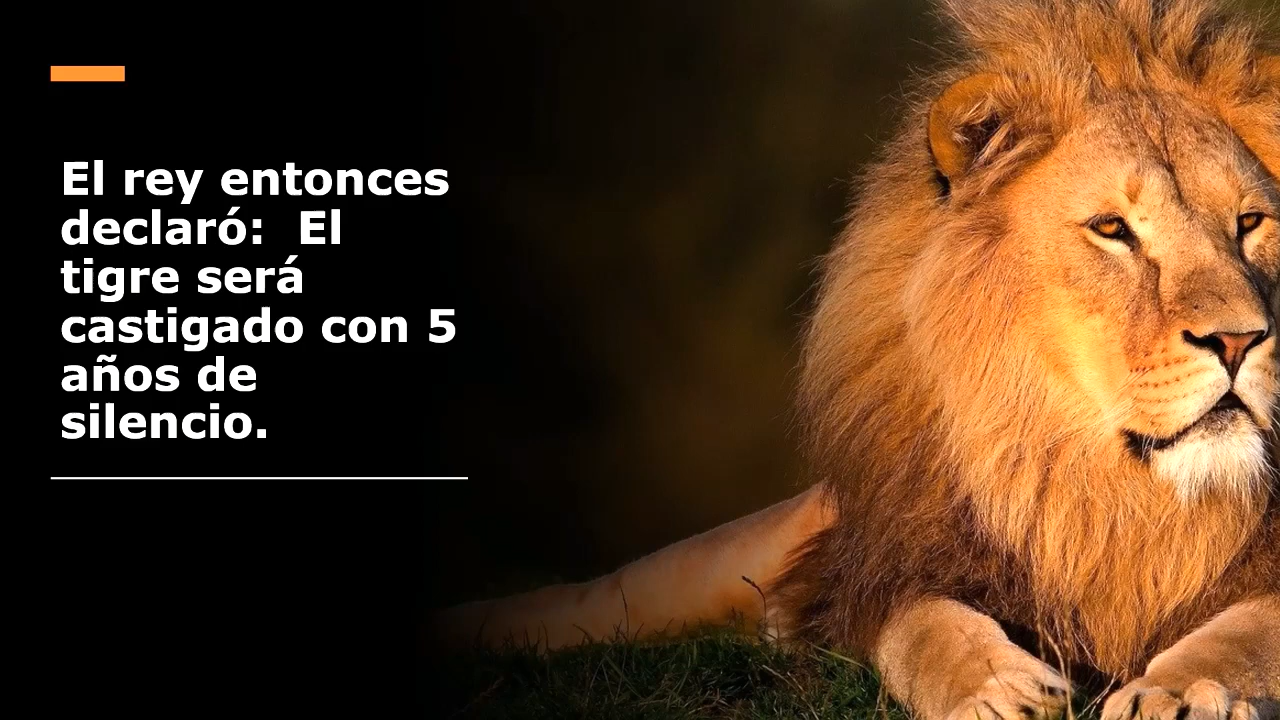 El rey entonces
declaró:  El
tigre será
castigado con 5
años de
silencio.